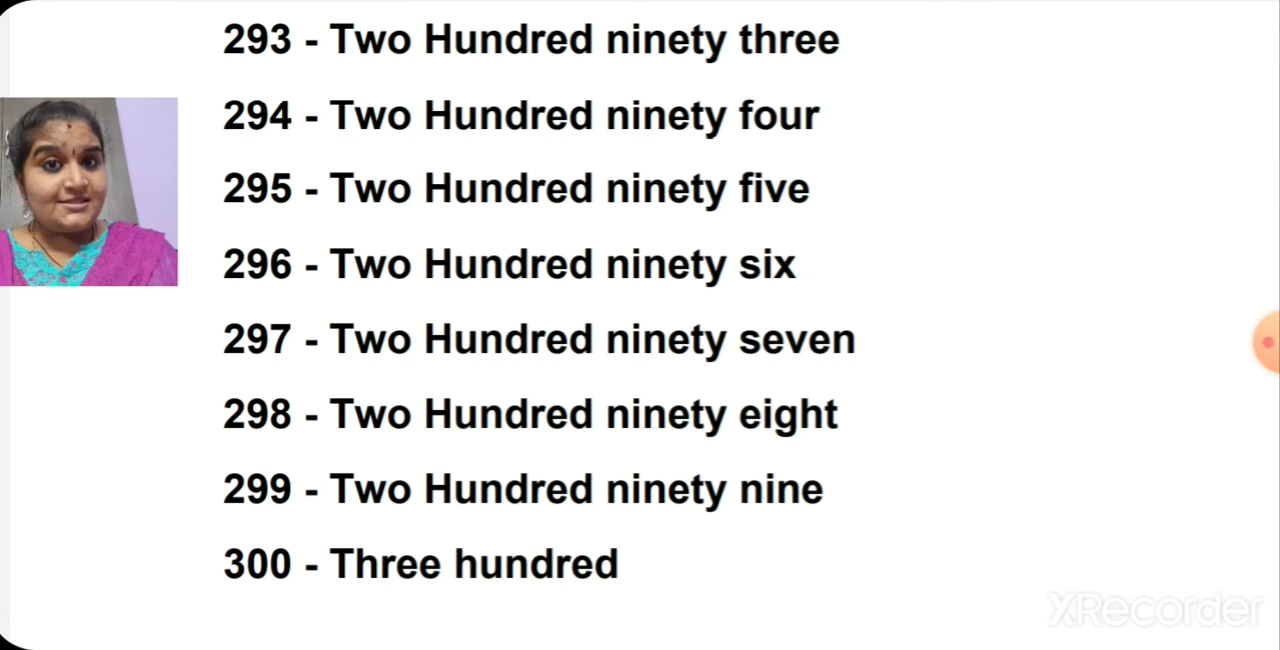 293 - Two Hundred ninety three
294 - Two Hundred ninety four
295 - Two Hundred ninety five
296 - Two Hundred ninety six
297 - Two Hundred ninety seven
298 - Two Hundred ninety eight
299 - Two Hundred ninety nine
300 - Three hundred
XRecorder